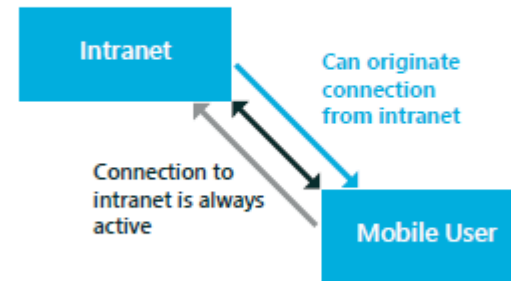 Intranet
Can originate
connection
from intranet
Connection to
intranet is always
active
Mobile User